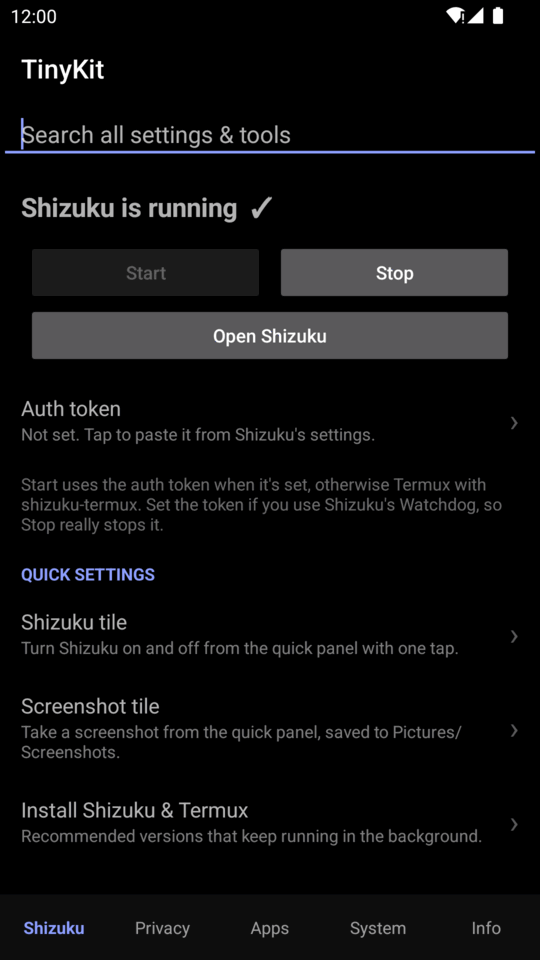 12:00
TinyKit
Search all settings & tools
Shizuku is running ✓
Start
Stop
Open Shizuku
Auth token
Not set. Tap to paste it from Shizuku's settings.
Start uses the auth token when it's set, otherwise Termux with
shizuku-termux. Set the token if you use Shizuku's Watchdog, so
Stop really stops it.
QUICK SETTINGS
Shizuku tile
Turn Shizuku on and off from the quick panel with one tap.
Screenshot tile
Take a screenshot from the quick panel, saved to Pictures/
Screenshots.
Install Shizuku & Termux
Recommended versions that keep running in the background.
Shizuku
Privacy
Apps
System
Info